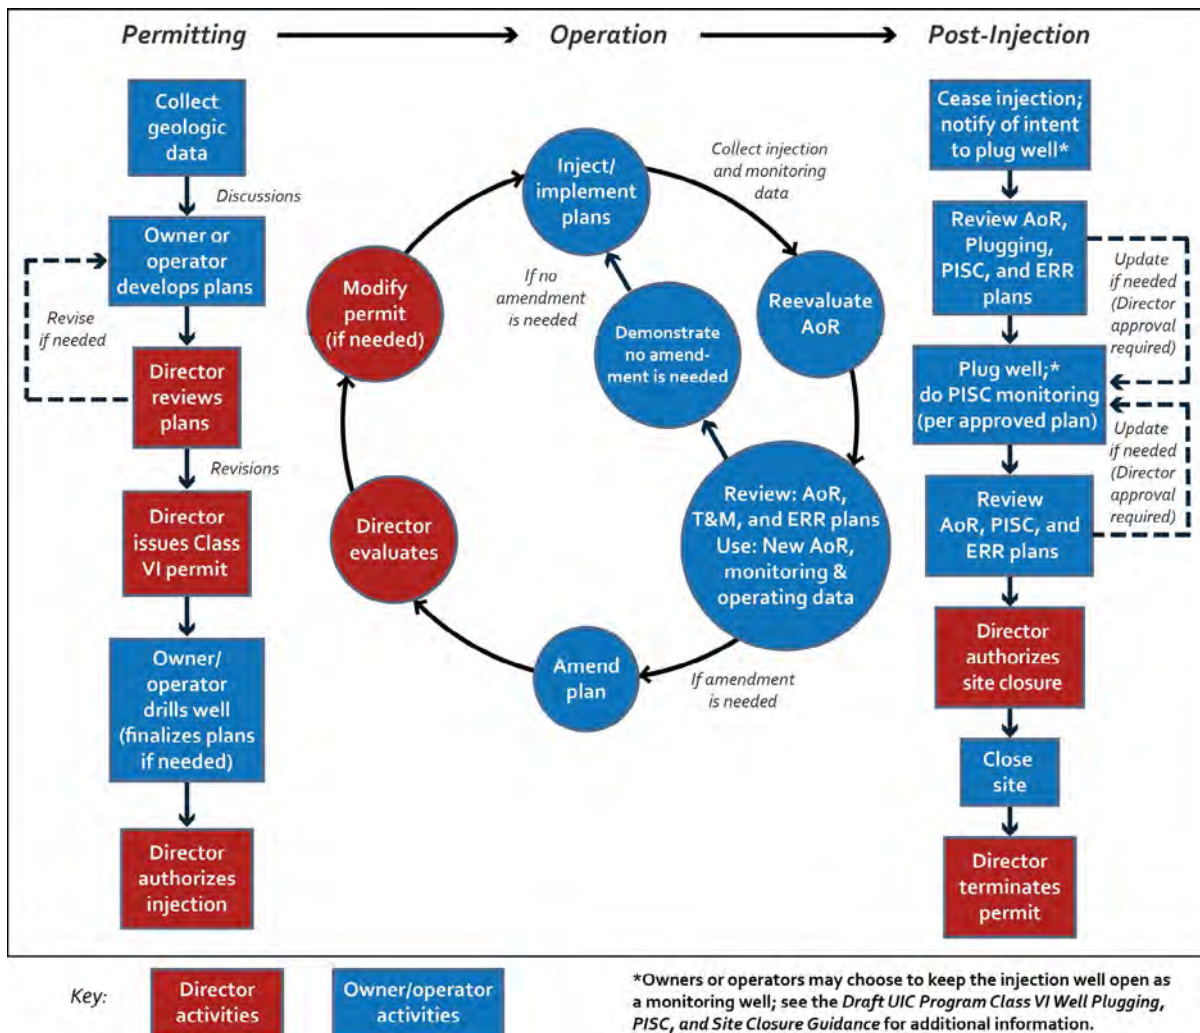 Permitting
Operation
Post-Injection
Collect
geologic
data
Discussions
Owner or
operator
develops plans
Revise
if needed
Director
reviews
plans
Revisions
Director
issues Class
VI permit
Owner/
operator
drills well
(finalizes plans
if needed)
Director
authorizes
injection
Inject/
implement
plans
Collect injection
and monitoring
data
Reevaluate
AoR
Review: AoR,
T&M, and ERR plans
Use: New AoR,
monitoring &
operating data
If no
amendment
is needed
Demonstrate
no amend-
ment is needed
If amendment
is needed
Amend
plan
Director
evaluates
Modify
permit
(if needed)
Cease injection;
notify of intent
to plug well*
Review AoR,
Plugging,
PISC, and ERR
plans
Update
if needed
(Director
approval
required)
Plug well;*
do PISC monitoring
(per approved plan)
Update
if needed
(Director
approval
required)
Review
AoR, PISC, and
ERR plans
Director
authorizes
site closure
Close
site
Director
terminates
permit
Key:
Director
activities
Owner/operator
activities
*Owners or operators may choose to keep the injection well open as
a monitoring well; see the Draft UIC Program Class VI Well Plugging,
PISC, and Site Closure Guidance for additional information.